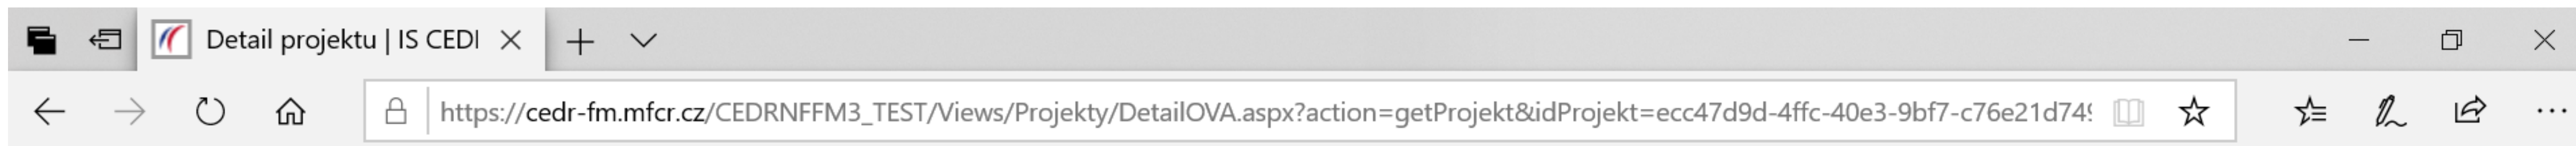 Detail projektu | IS CEDI
https://cedr-fm.mfcr.cz/CEDRNFFM3_TEST/Views/Projekty/DetailOVA.aspx?action=getProjekt&idProjekt=ecc47d9d-4ffc-40e3-9bf7-c76e21d749